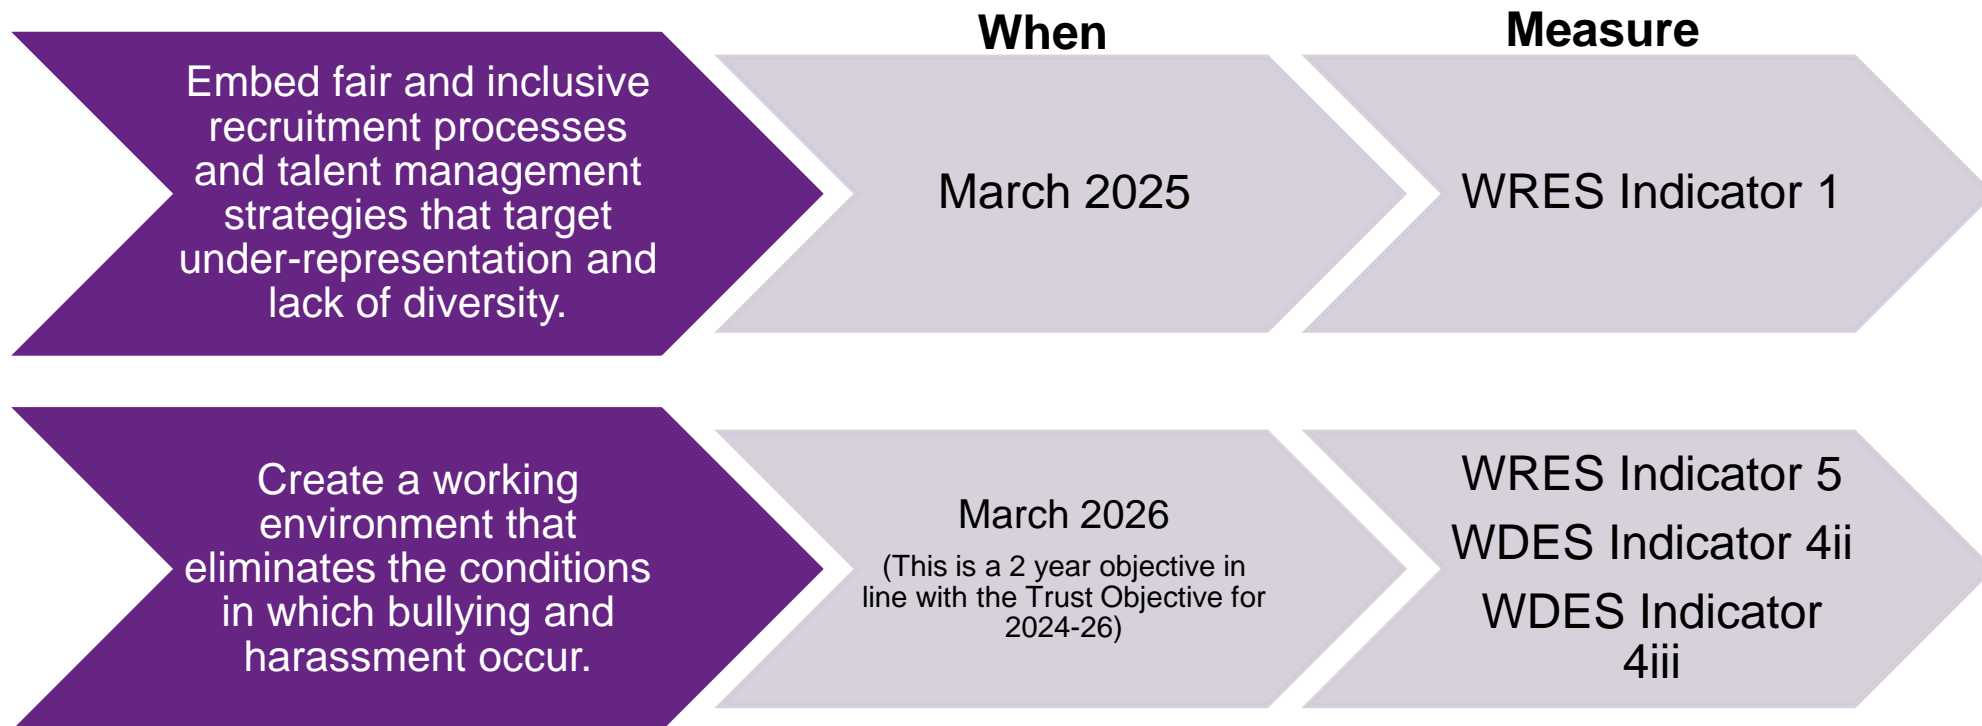 When
Measure
Embed fair and inclusive
recruitment processes
and talent management
strategies that target
under-representation and
lack of diversity.
March 2025
WRES Indicator 1
Create a working
environment that
eliminates the conditions
in which bullying and
harassment occur.
March 2026
(This is a 2 year objective in
line with the Trust Objective for
2024-26)
WRES Indicator 5
WDES Indicator 4ii
WDES Indicator
4iii